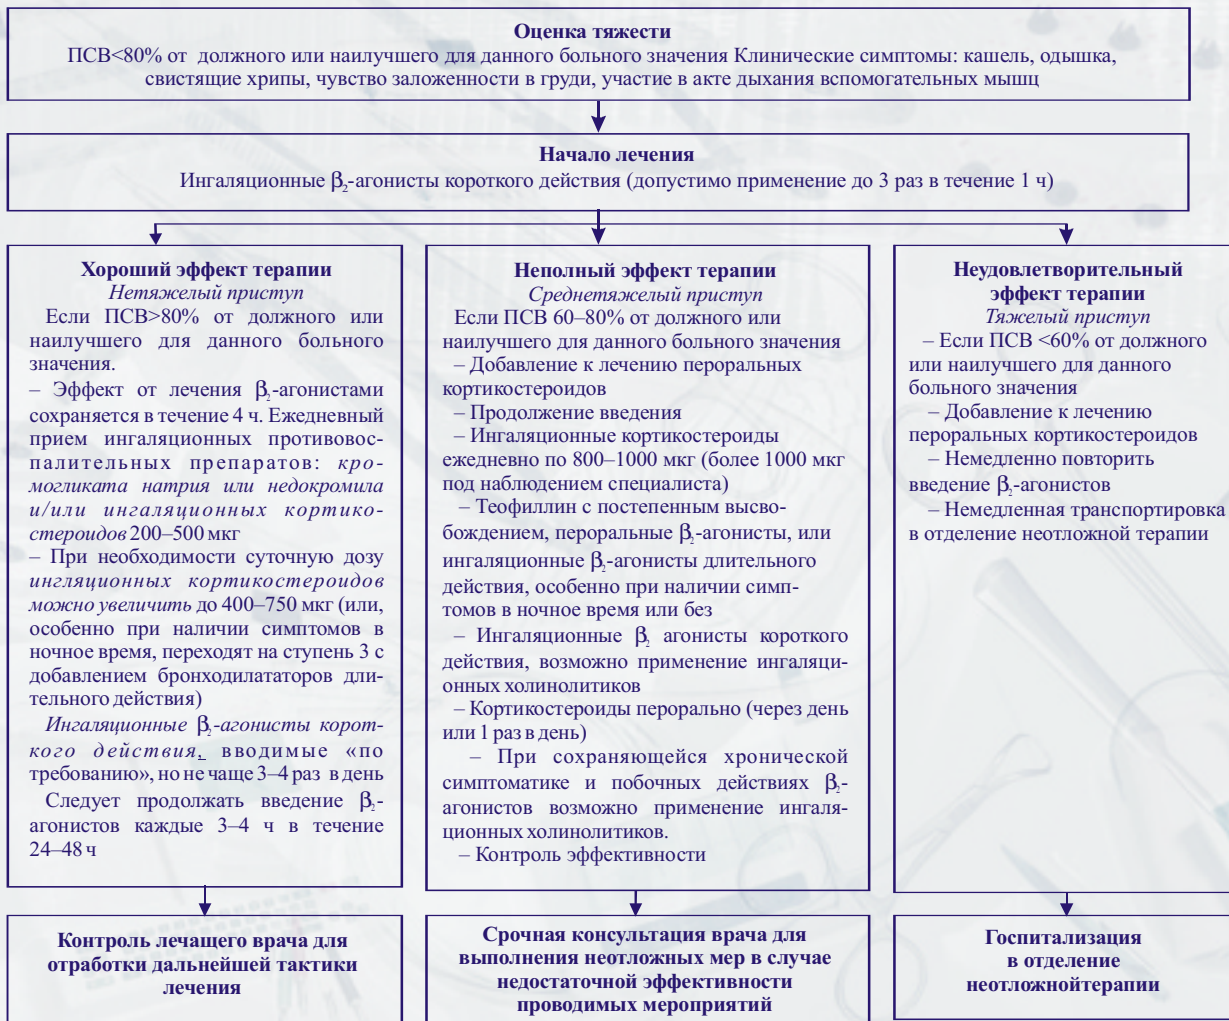 Оценка тяжести
ПСВ<80% от должного или наилучшего для данного больного значения Клинические симптомы: кашель, одышка,
свистящие хрипы, чувство заложенности в груди, участие в акте дыхания вспомогательных мышц
Начало лечения
Ингаляционные β₂-агонисты короткого действия (допустимо применение до 3 раз в течение 1 ч)
Хороший эффект терапии
Нетяжелый приступ
Если ПСВ>80% от должного или
наилучшего для данного больного
значения.
– Эффект от лечения β₂-агонистами
сохраняется в течение 4 ч. Ежедневный
прием ингаляционных противовос-
палительных препаратов: кро-
могликата натрия или недокромила
и/или ингаляционных кортико-
стероидов 200–500 мкг
– При необходимости суточную дозу
ингляционных кортикостероидов
можно увеличить до 400–750 мкг (или,
особенно при наличии симптомов в
ночное время, переходят на ступень 3 с
добавлением бронходилататоров дли-
тельного действия)
Ингаляционные β₂-агонисты корот-
кого действия, вводимые «по
требованию», но не чаще 3–4 раз в день
Следует продолжать введение β₂-
агонистов каждые 3–4 ч в течение
24–48 ч
Неполный эффект терапии
Среднетяжелый приступ
Если ПСВ 60–80% от должного или
наилучшего для данного больного значения
– Добавление к лечению пероральных
кортикостероидов
– Продолжение введения
– Ингаляционные кортикостероиды
ежедневно по 800–1000 мкг (более 1000 мкг
под наблюдением специалиста)
– Теофиллин с постепенным высво-
бождением, пероральные β₂-агонисты, или
ингаляционные β₂-агонисты длительного
действия, особенно при наличии симп-
томов в ночное время или без
– Ингаляционные β₂ агонисты короткого
действия, возможно применение ингаляци-
онных холинолитиков
– Кортикостероиды перорально (через день
или 1 раз в день)
– При сохраняющейся хронической
симптоматике и побочных действиях β₂-
агонистов возможно применение ингаля-
ционных холинолитиков.
– Контроль эффективности
Неудовлетворительный
эффект терапии
Тяжелый приступ
– Если ПСВ <60% от должного
или наилучшего для данного
больного значения
– Добавление к лечению
пероральных кортикостероидов
– Немедленно повторить
введение β₂-агонистов
– Немедленная транспортировка
в отделение неотложной терапии
Контроль лечащего врача для
отработки дальнейшей тактики
лечения
Срочная консультация врача для
выполнения неотложных мер в случае
недостаточной эффективности
проводимых мероприятий
Госпитализация
в отделение
неотложнойтерапии